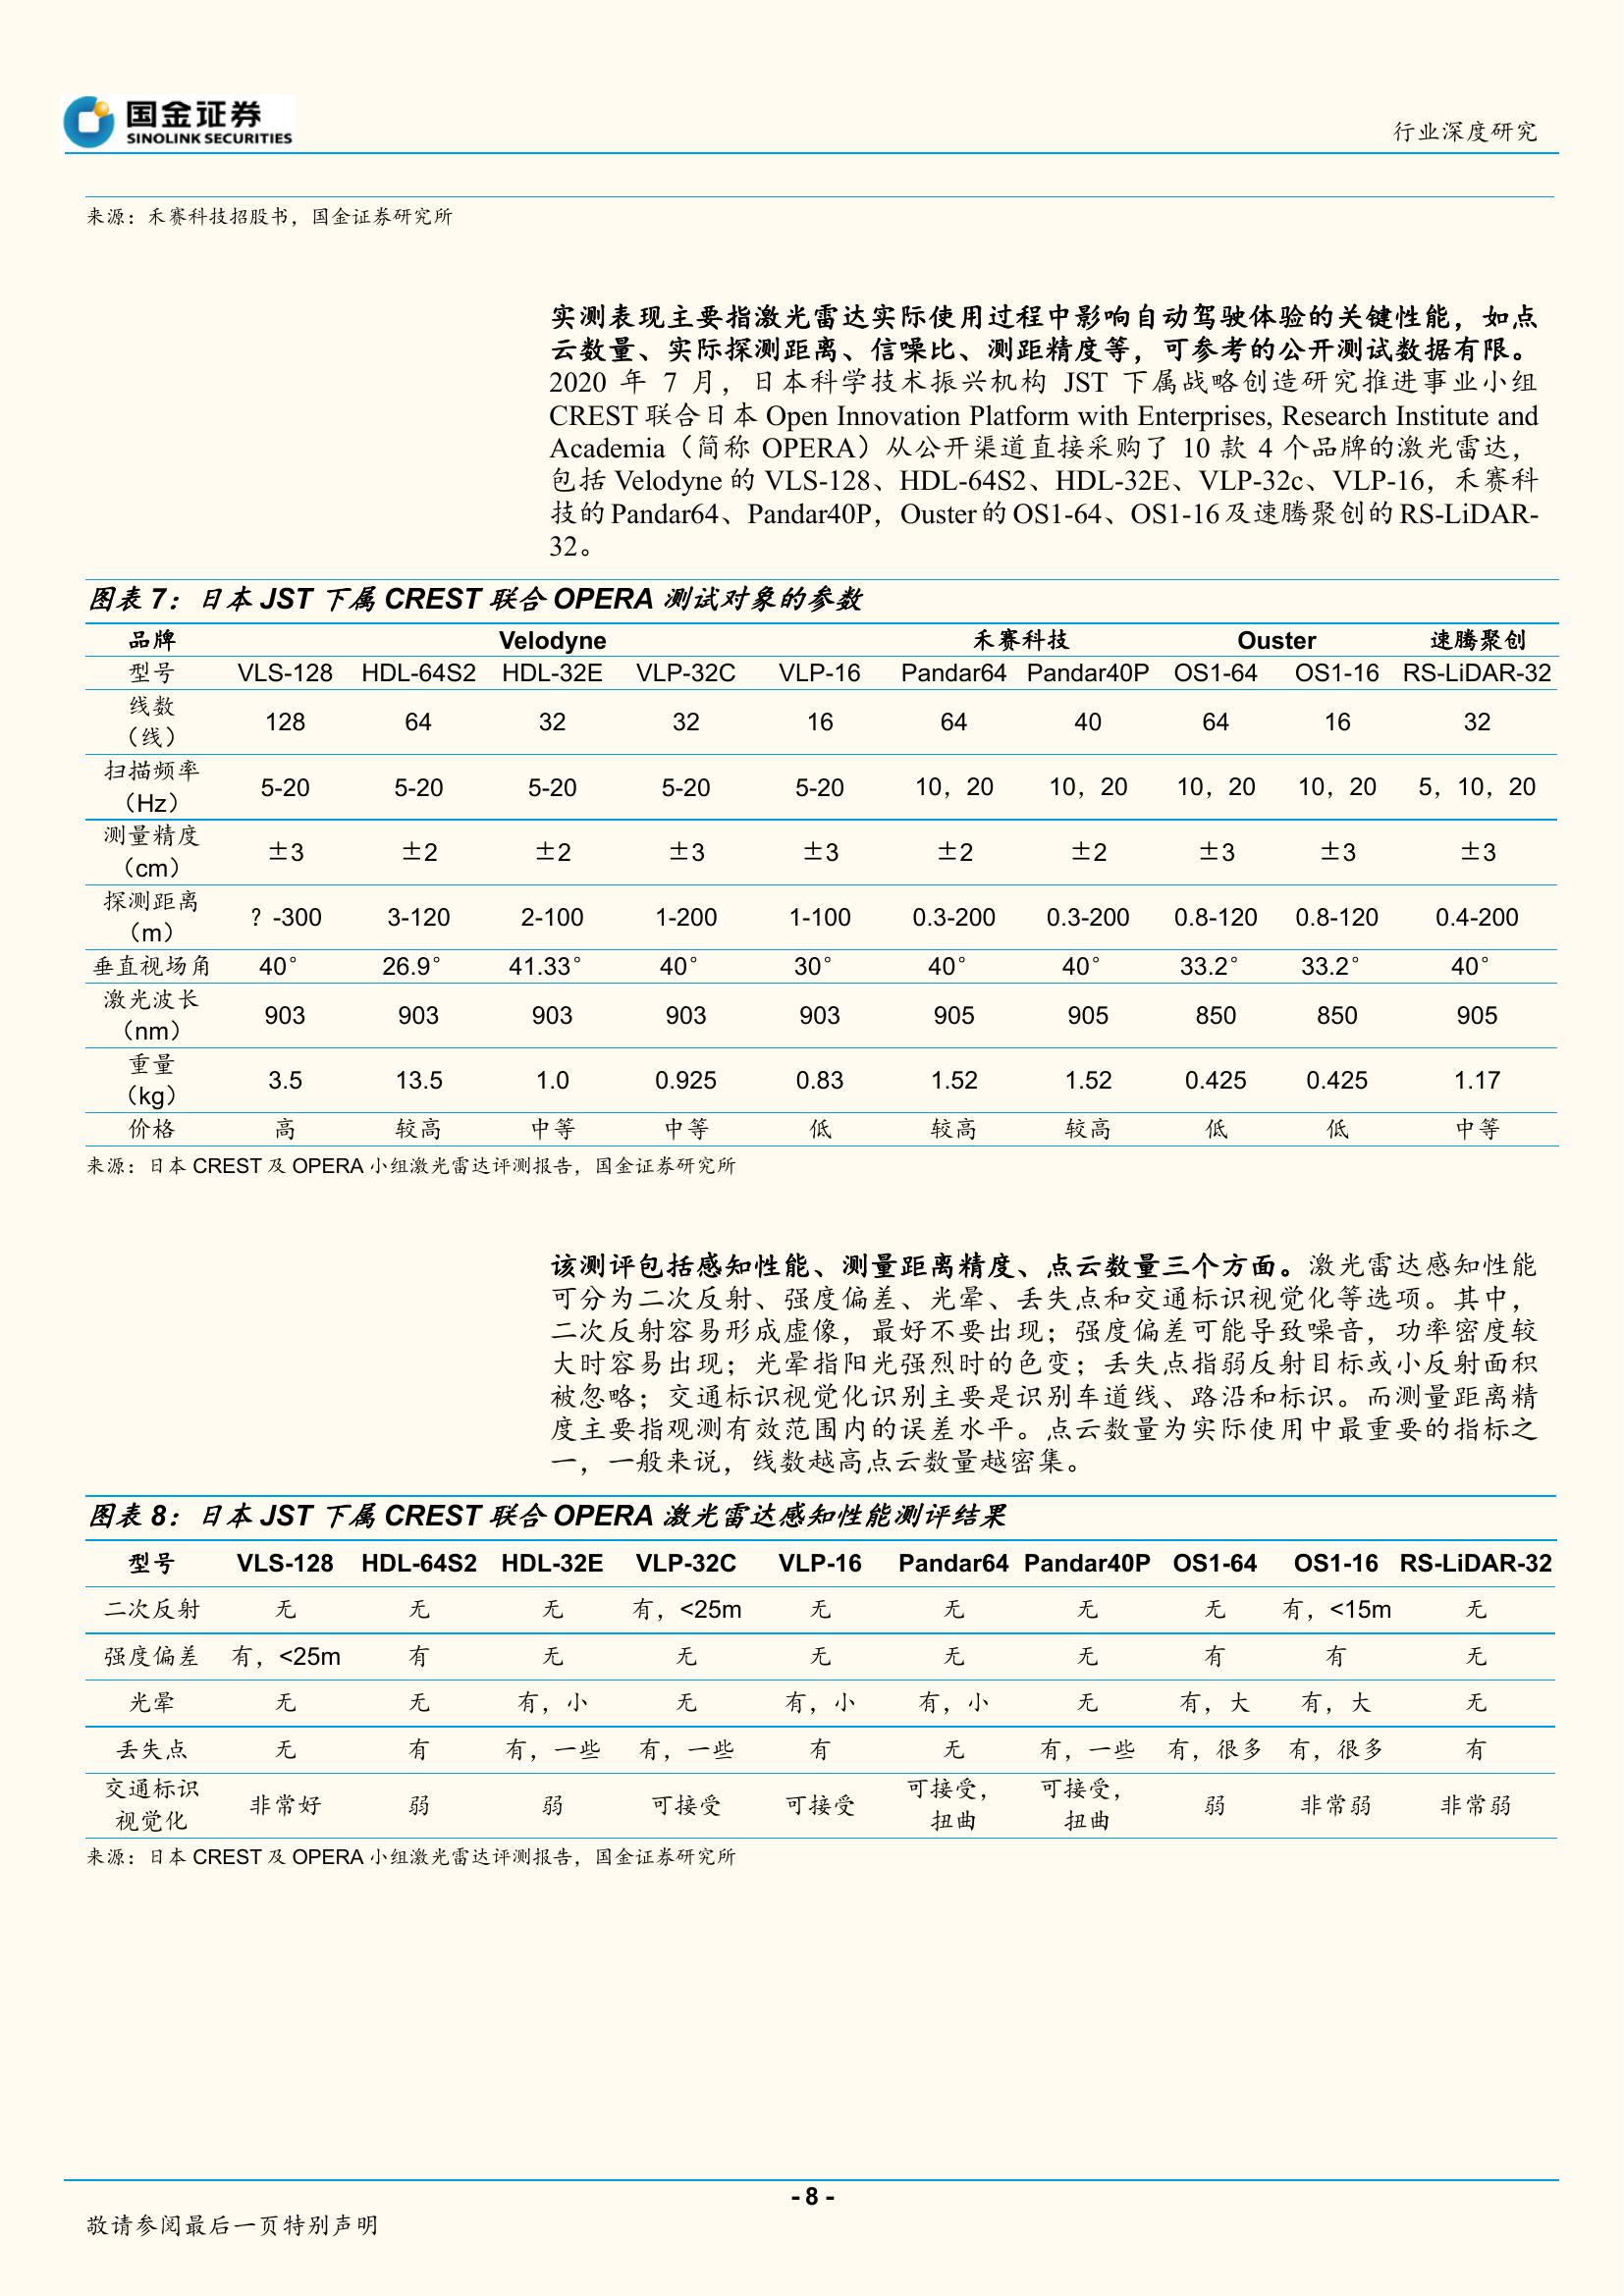 国金证券
SINOLINK SECURITIES
行业深度研究
来源：禾赛科技招股书，国金证券研究所
实测表现主要指激光雷达实际使用过程中影响自动驾驶体验的关键性能，如点
云数量、实际探测距离、信噪比、测距精度等，可参考的公开测试数据有限。
2020 年 7 月，日本科学技术振兴机构 JST 下属战略创造研究推进事业小组
CREST 联合日本 Open Innovation Platform with Enterprises, Research Institute and
Academia（简称 OPERA）从公开渠道直接采购了 10 款 4 个品牌的激光雷达，
包括 Velodyne 的 VLS-128、HDL-64S2、HDL-32E、VLP-32c、VLP-16，禾赛科
技的 Pandar64、Pandar40P，Ouster 的 OS1-64、OS1-16 及速腾聚创的 RS-LiDAR-
32。
图表 7：日本 JST 下属 CREST 联合 OPERA 测试对象的参数
品牌 Velodyne 禾赛科技 Ouster 速腾聚创
型号 VLS-128 HDL-64S2 HDL-32E VLP-32C VLP-16 Pandar64 Pandar40P OS1-64 OS1-16 RS-LiDAR-32
线数
（线） 128 64 32 32 16 64 40 64 16 32
扫描频率
（Hz） 5-20 5-20 5-20 5-20 5-20 10，20 10，20 10，20 10，20 5，10，20
测量精度
（cm） ±3 ±2 ±2 ±3 ±3 ±2 ±2 ±3 ±3 ±3
探测距离
（m） ？-300 3-120 2-100 1-200 1-100 0.3-200 0.3-200 0.8-120 0.8-120 0.4-200
垂直视场角 40° 26.9° 41.33° 40° 30° 40° 40° 33.2° 33.2° 40°
激光波长
（nm） 903 903 903 903 903 905 905 850 850 905
重量
（kg） 3.5 13.5 1.0 0.925 0.83 1.52 1.52 0.425 0.425 1.17
价格 高 较高 中等 中等 低 较高 较高 低 低 中等
来源：日本 CREST 及 OPERA 小组激光雷达评测报告，国金证券研究所
该测评包括感知性能、测量距离精度、点云数量三个方面。激光雷达感知性能
可分为二次反射、强度偏差、光晕、丢失点和交通标识视觉化等选项。其中，
二次反射容易形成虚像，最好不要出现；强度偏差可能导致噪音，功率密度较
大时容易出现；光晕指阳光强烈时的色变；丢失点指弱反射目标或小反射面积
被忽略；交通标识视觉化识别主要是识别车道线、路沿和标识。而测量距离精
度主要指观测有效范围内的误差水平。点云数量为实际使用中最重要的指标之
一，一般来说，线数越高点云数量越密集。
图表 8：日本 JST 下属 CREST 联合 OPERA 激光雷达感知性能测评结果
型号 VLS-128 HDL-64S2 HDL-32E VLP-32C VLP-16 Pandar64 Pandar40P OS1-64 OS1-16 RS-LiDAR-32
二次反射 无 无 无 有，<25m 无 无 无 无 有，<15m 无
强度偏差 有，<25m 有 无 无 无 无 无 有 有 无
光晕 无 无 有，小 无 有，小 有，小 无 有，大 有，大 无
丢失点 无 有 有，一些 有，一些 有 无 有，一些 有，很多 有，很多 有
交通标识 可接受， 可接受，
视觉化 非常好 弱 弱 可接受 可接受 扭曲 扭曲 弱 非常弱 非常弱
来源：日本 CREST 及 OPERA 小组激光雷达评测报告，国金证券研究所
- 8 -
敬请参阅最后一页特别声明